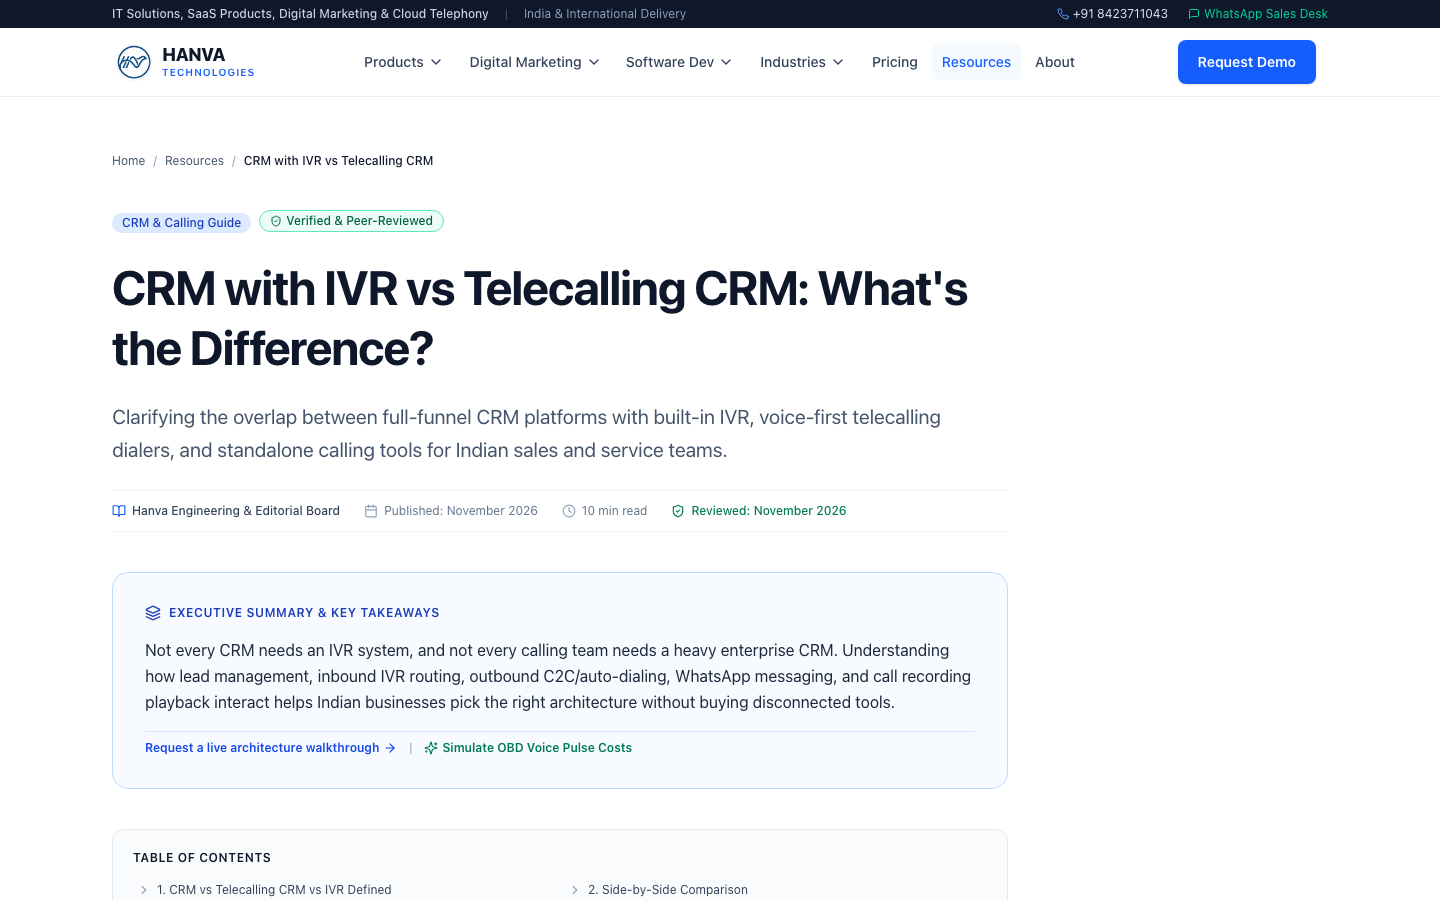 IT Solutions, SaaS Products, Digital Marketing & Cloud Telephony | India & International Delivery +91 8423711043 WhatsApp Sales Desk
HANVA
TECHNOLOGIES
Products Digital Marketing Software Dev Industries Pricing Resources About Request Demo
Home / Resources / CRM with IVR vs Telecalling CRM
CRM & Calling Guide Verified & Peer-Reviewed
CRM with IVR vs Telecalling CRM: What's
the Difference?
Clarifying the overlap between full-funnel CRM platforms with built-in IVR, voice-first telecalling
dialers, and standalone calling tools for Indian sales and service teams.
Hanva Engineering & Editorial Board Published: November 2026 10 min read Reviewed: November 2026
EXECUTIVE SUMMARY & KEY TAKEAWAYS
Not every CRM needs an IVR system, and not every calling team needs a heavy enterprise CRM. Understanding
how lead management, inbound IVR routing, outbound C2C/auto-dialing, WhatsApp messaging, and call recording
playback interact helps Indian businesses pick the right architecture without buying disconnected tools.
Request a live architecture walkthrough → | Simulate OBD Voice Pulse Costs
TABLE OF CONTENTS
1. CRM vs Telecalling CRM vs IVR Defined 2. Side-by-Side Comparison